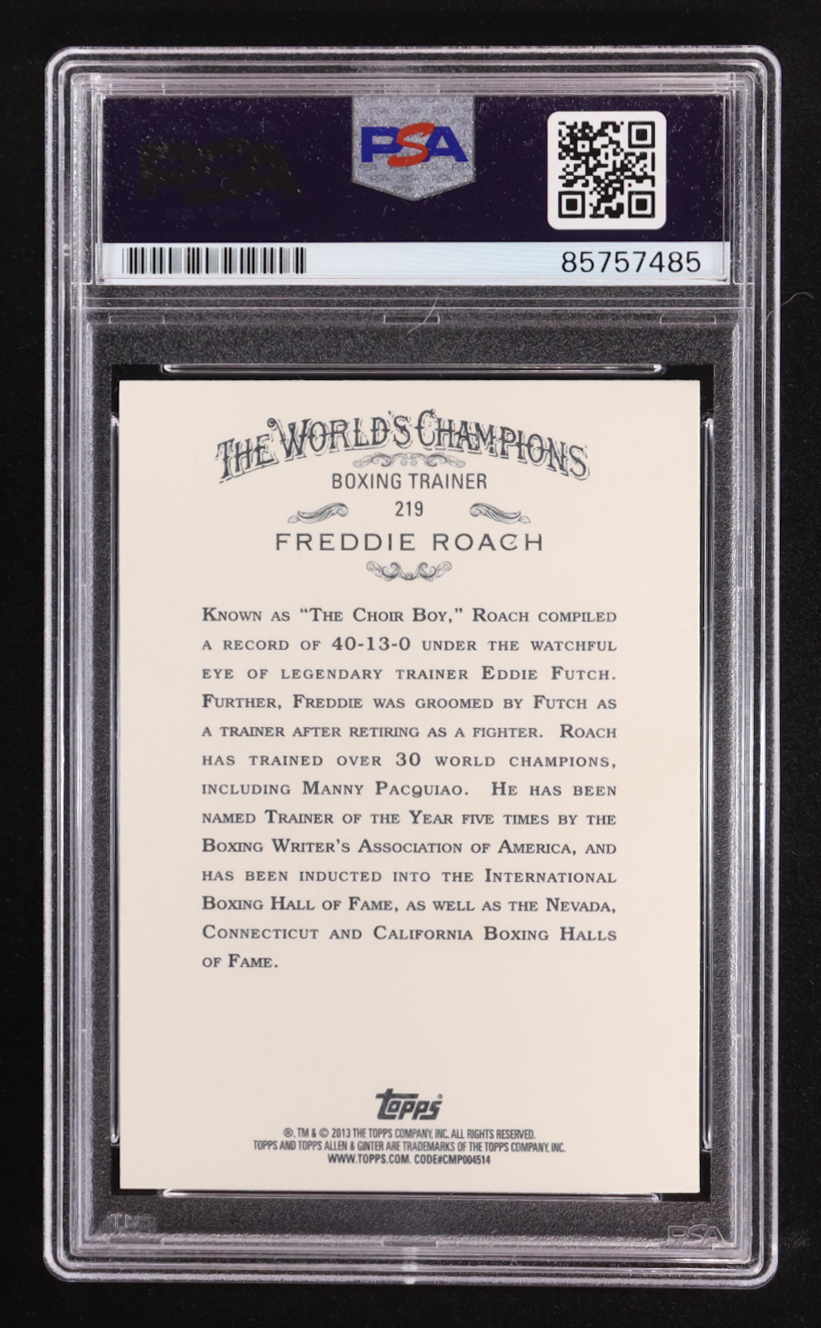 PSA
PSA
85757485
THE WORLD'S CHAMPIONS
BOXING TRAINER
219
FREDDIE ROACH
KNOWN AS "THE CHOIR BOY," ROACH COMPILED
A RECORD OF 40-13-0 UNDER THE WATCHFUL
EYE OF LEGENDARY TRAINER EDDIE FUTCH.
FURTHER, FREDDIE WAS GROOMED BY FUTCH AS
A TRAINER AFTER RETIRING AS A FIGHTER. ROACH
HAS TRAINED OVER 30 WORLD CHAMPIONS,
INCLUDING MANNY PACQUIAO. HE HAS BEEN
NAMED TRAINER OF THE YEAR FIVE TIMES BY THE
BOXING WRITER'S ASSOCIATION OF AMERICA, AND
HAS BEEN INDUCTED INTO THE INTERNATIONAL
BOXING HALL OF FAME, AS WELL AS THE NEVADA,
CONNECTICUT AND CALIFORNIA BOXING HALLS
OF FAME.
Topps
®, TM & © 2013 THE TOPPS COMPANY, INC. ALL RIGHTS RESERVED.
TOPPS AND TOPPS ALLEN & GINTER ARE TRADEMARKS OF THE TOPPS COMPANY, INC.
WWW.TOPPS.COM. CODE#CMP004514
PSA